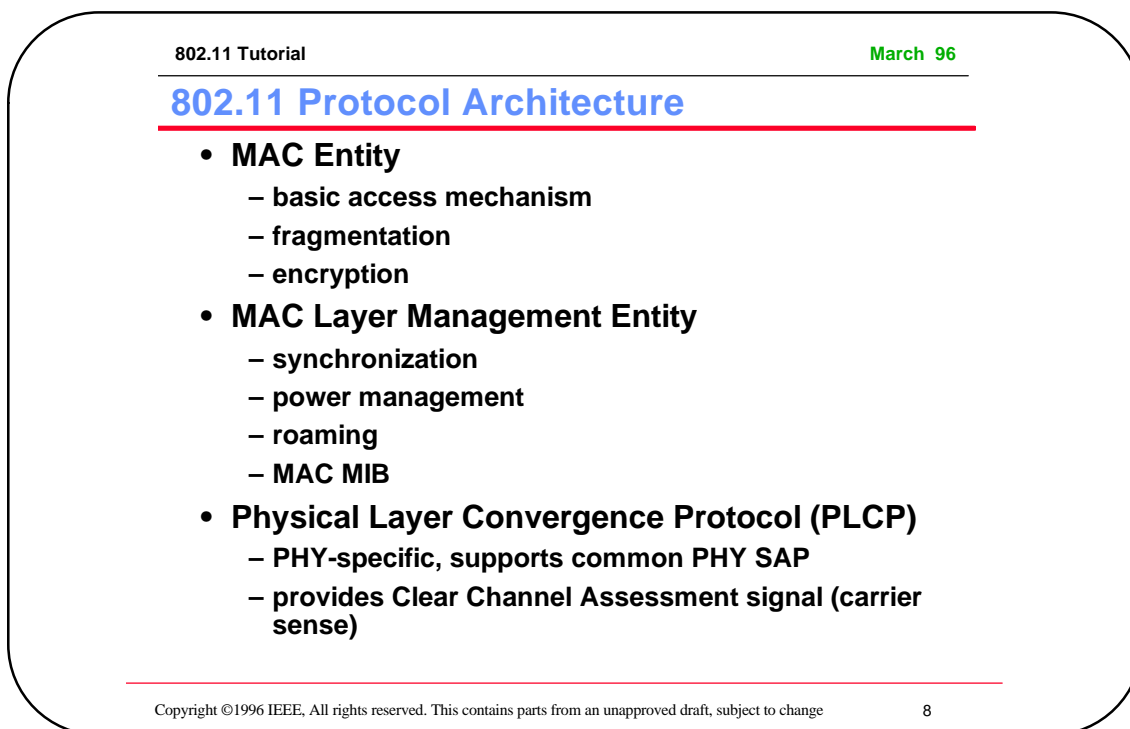 802.11 Tutorial March 96
802.11 Protocol Architecture
• MAC Entity
– basic access mechanism
– fragmentation
– encryption
• MAC Layer Management Entity
– synchronization
– power management
– roaming
– MAC MIB
• Physical Layer Convergence Protocol (PLCP)
– PHY-specific, supports common PHY SAP
– provides Clear Channel Assessment signal (carrier
sense)
Copyright ©1996 IEEE, All rights reserved. This contains parts from an unapproved draft, subject to change 8